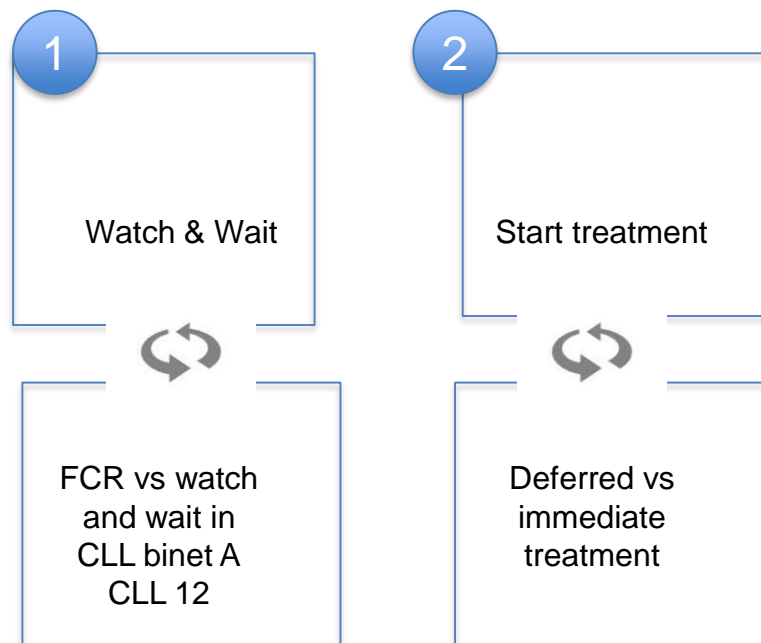 1
Watch & Wait
FCR vs watch
and wait in
CLL binet A
CLL 12
2
Start treatment
Deferred vs
immediate
treatment